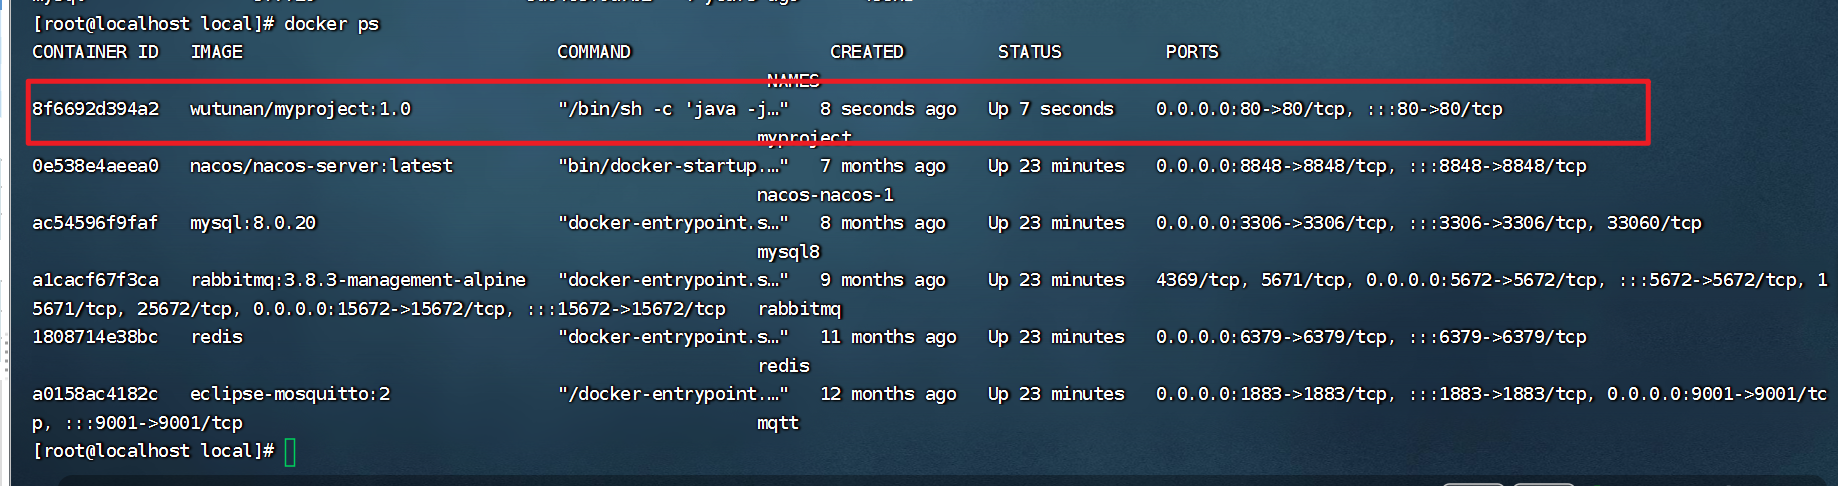 [root@localhost local]# docker ps
CONTAINER ID   IMAGE                              COMMAND                   CREATED         STATUS          PORTS
NAMES
8f6692d394a2   wutunan/myproject:1.0              "/bin/sh -c 'java -j…"   8 seconds ago   Up 7 seconds    0.0.0.0:80->80/tcp, :::80->80/tcp
myproject
0e538e4aeea0   nacos/nacos-server:latest          "bin/docker-startup.…"   7 months ago    Up 23 minutes   0.0.0.0:8848->8848/tcp, :::8848->8848/tcp
nacos-nacos-1
ac54596f9faf   mysql:8.0.20                       "docker-entrypoint.s…"   8 months ago    Up 23 minutes   0.0.0.0:3306->3306/tcp, :::3306->3306/tcp, 33060/tcp
mysql8
a1cacf67f3ca   rabbitmq:3.8.3-management-alpine   "docker-entrypoint.s…"   9 months ago    Up 23 minutes   4369/tcp, 5671/tcp, 0.0.0.0:5672->5672/tcp, :::5672->5672/tcp, 1
5671/tcp, 25672/tcp, 0.0.0.0:15672->15672/tcp, :::15672->15672/tcp   rabbitmq
1808714e38bc   redis                              "docker-entrypoint.s…"   11 months ago   Up 23 minutes   0.0.0.0:6379->6379/tcp, :::6379->6379/tcp
redis
a0158ac4182c   eclipse-mosquitto:2                "/docker-entrypoint.…"   12 months ago   Up 23 minutes   0.0.0.0:1883->1883/tcp, :::1883->1883/tcp, 0.0.0.0:9001->9001/tc
p, :::9001->9001/tcp                                                 mqtt
[root@localhost local]#